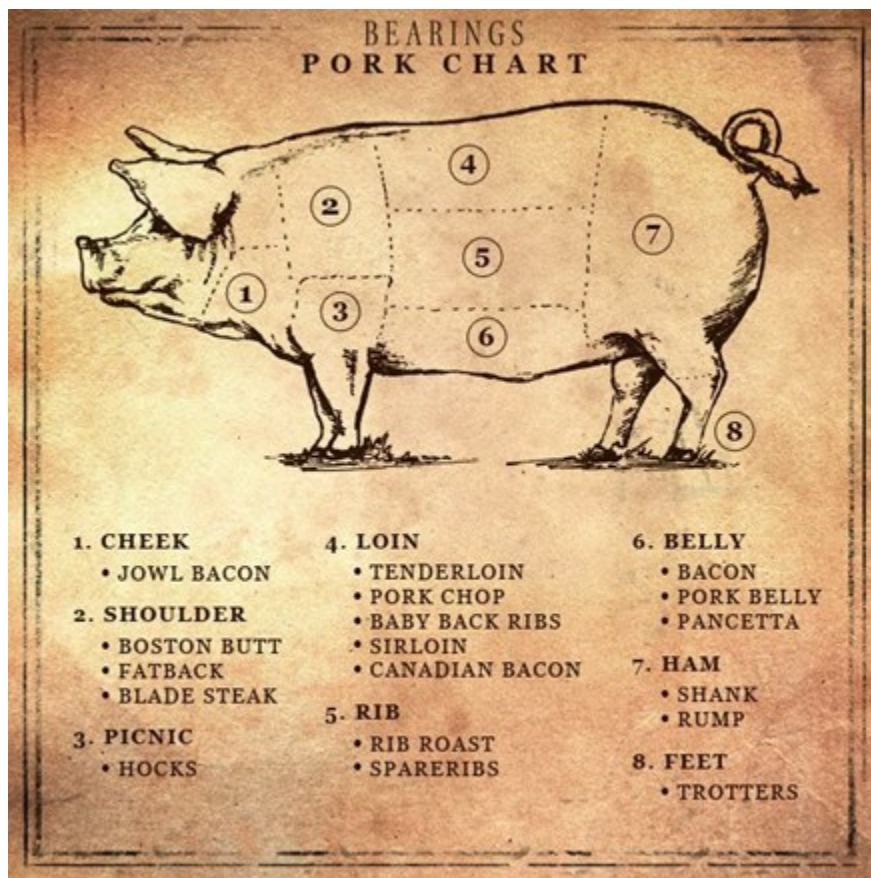 BEARINGS
PORK CHART
4
2
7
5
1
3
6
8
1. CHEEK
• JOWL BACON
2. SHOULDER
• BOSTON BUTT
• FATBACK
• BLADE STEAK
3. PICNIC
• HOCKS
4. LOIN
• TENDERLOIN
• PORK CHOP
• BABY BACK RIBS
• SIRLOIN
• CANADIAN BACON
5. RIB
• RIB ROAST
• SPARERIBS
6. BELLY
• BACON
• PORK BELLY
• PANCETTA
7. HAM
• SHANK
• RUMP
8. FEET
• TROTTERS